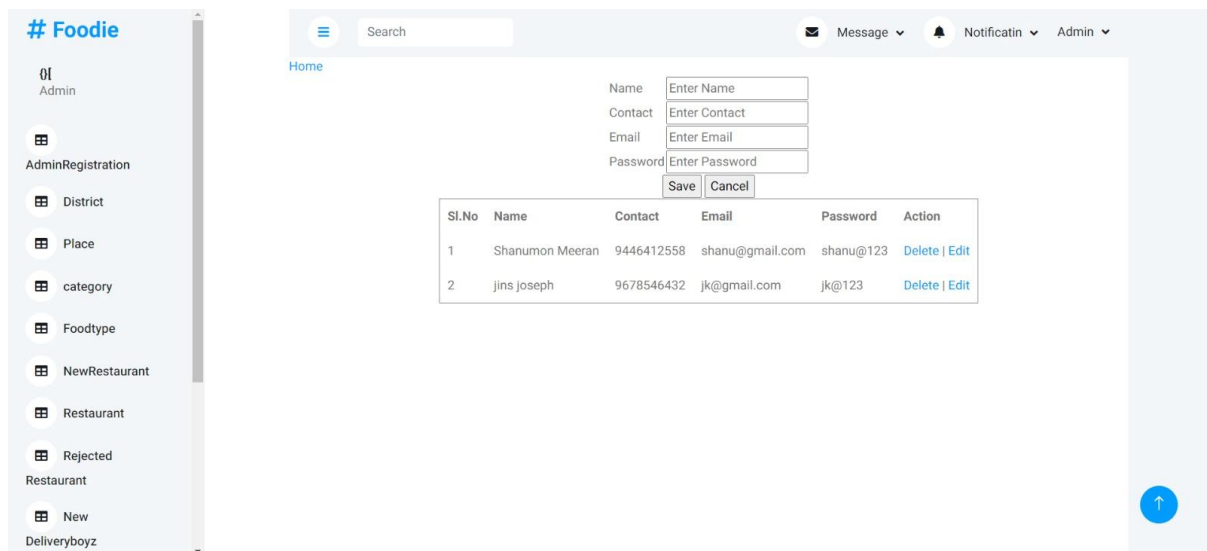 # Foodie
{}[
Admin
AdminRegistration
District
Place
category
Foodtype
NewRestaurant
Restaurant
Rejected
Restaurant
New
Deliveryboyz
Search
Message
Notificatin
Admin
Home
Name Enter Name
Contact Enter Contact
Email Enter Email
Password Enter Password
Save Cancel
Sl.No Name Contact Email Password Action
1 Shanumon Meeran 9446412558 shanu@gmail.com shanu@123 Delete | Edit
2 jins joseph 9678546432 jk@gmail.com jk@123 Delete | Edit